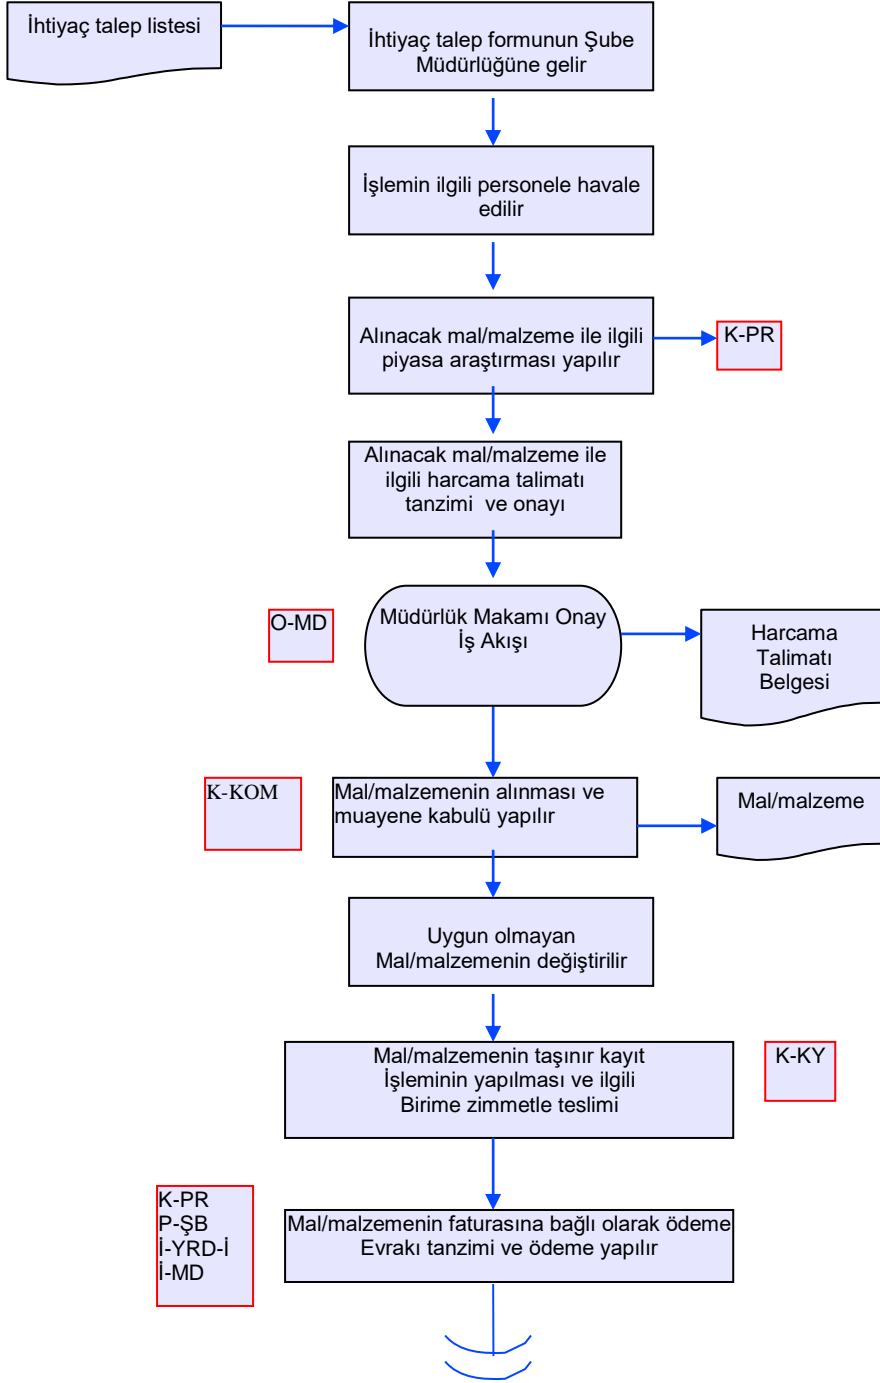 İhtiyaç talep listesi
İhtiyaç talep formunun Şube
Müdürlüğüne gelir
İşlemin ilgili personele havale
edilir
Alınacak mal/malzeme ile ilgili
piyasa araştırması yapılır
K-PR
Alınacak mal/malzeme ile
ilgili harcama talimatı
tanzimi ve onayı
O-MD
Müdürlük Makamı Onay
İş Akışı
Harcama
Talimatı
Belgesi
K-KOM
Mal/malzemenin alınması ve
muayene kabulü yapılır
Mal/malzeme
Uygun olmayan
Mal/malzemenin değiştirilir
Mal/malzemenin taşınır kayıt
İşleminin yapılması ve ilgili
Birime zimmetle teslimi
K-KY
K-PR
P-ŞB
İ-YRD-İ
İ-MD
Mal/malzemenin faturasına bağlı olarak ödeme
Evrakı tanzimi ve ödeme yapılır